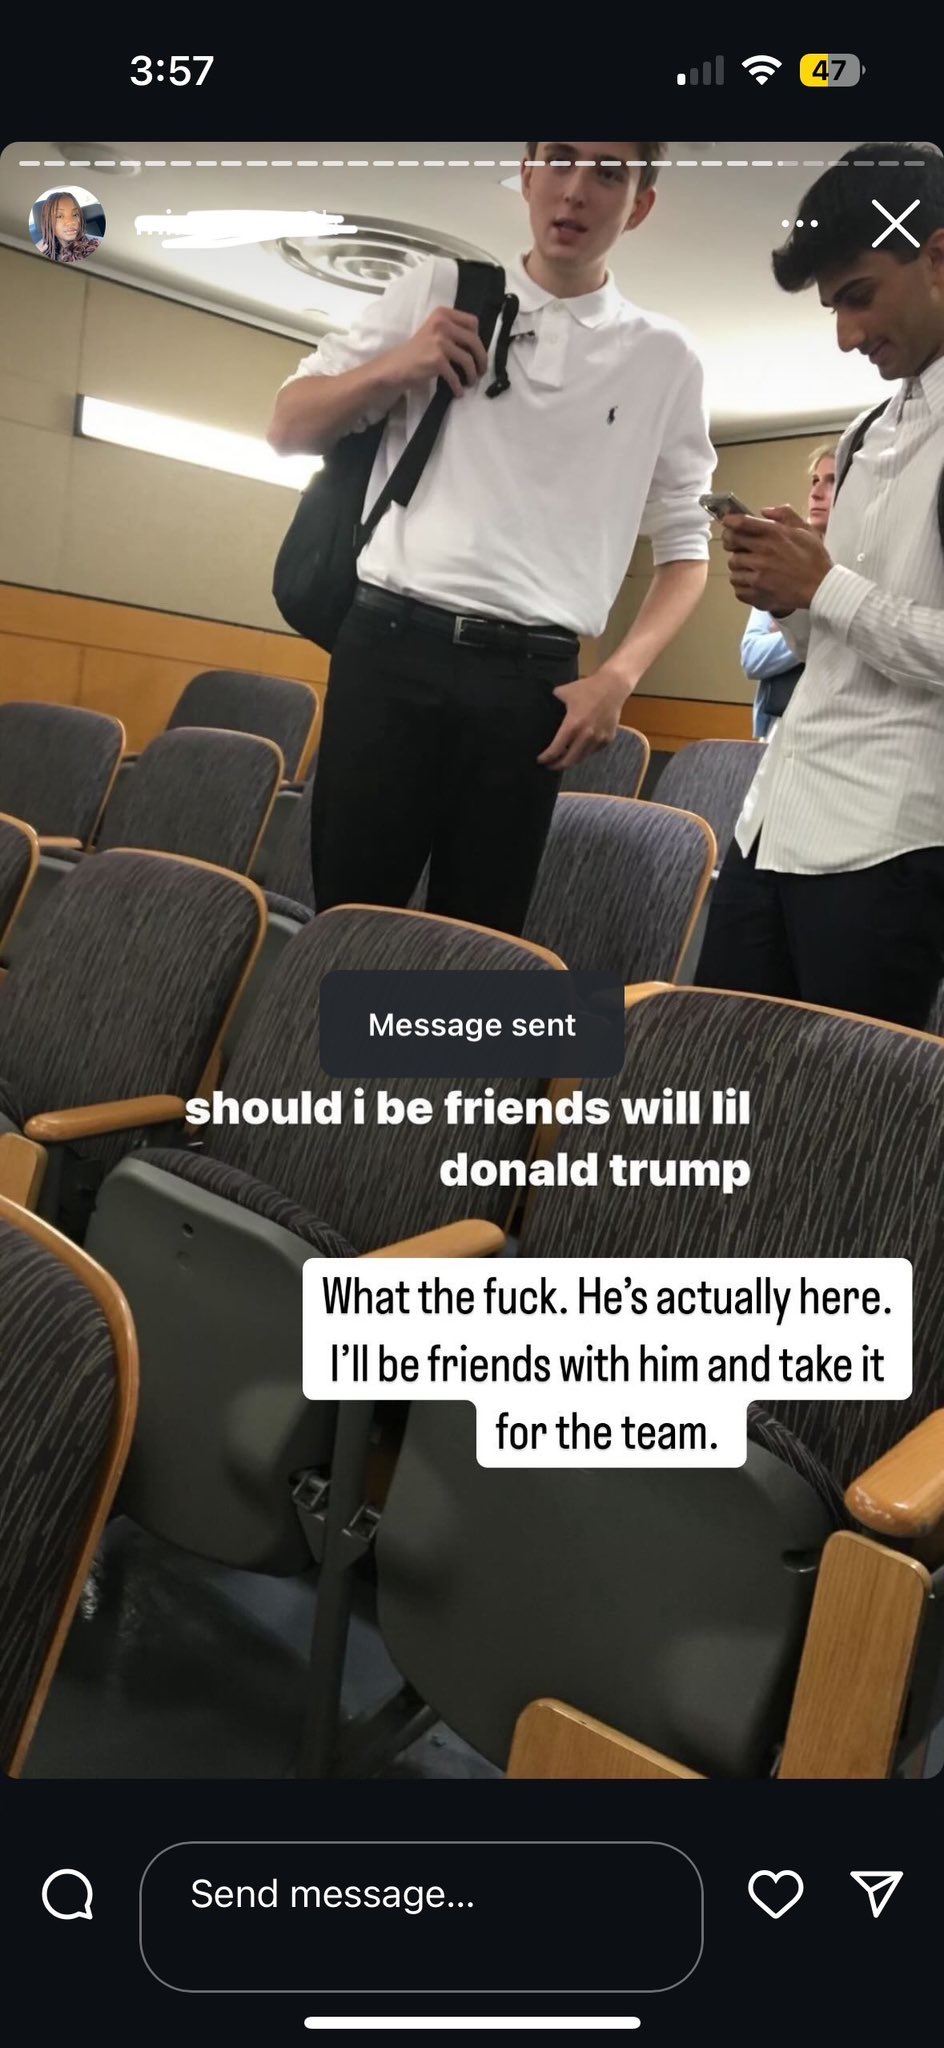 3:57
47
Message sent
should i be friends will lil
donald trump
What the fuck. He's actually here.
I'll be friends with him and take it
for the team.
Send message...